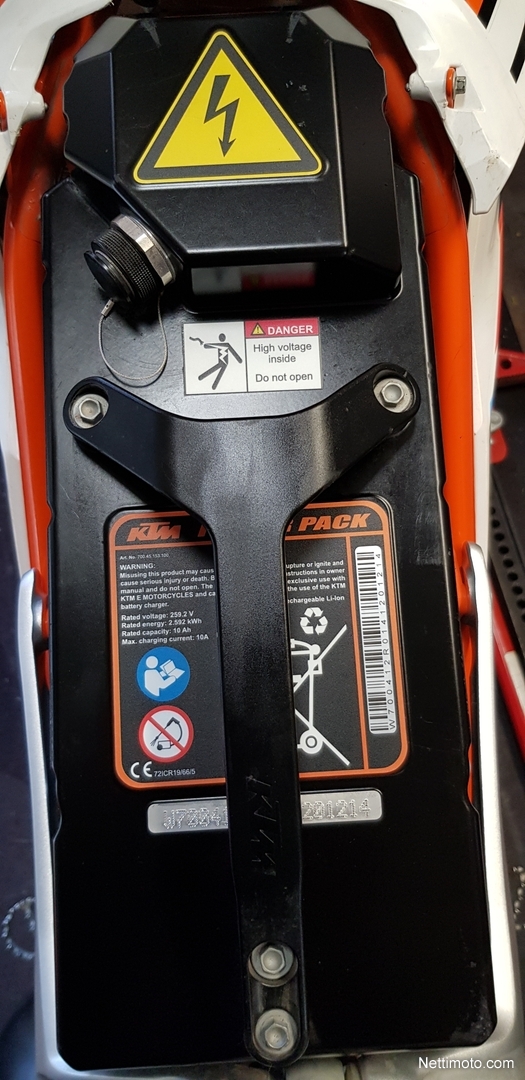 DANGER
High voltage
inside
Do not open
KTM PACK
Art. No. 700.45.103.100
WARNING:
Misusing this product may
cause serious injury or death.
manual and do not open. The
KTM E MOTORCYCLES and
battery charger.
Rated voltage: 259.2 V
Rated energy: 2.592 kWh
Rated capacity: 10 Ah
Max. charging current: 10A
rupture or ignite and
instructions in owner
exclusive use with
the use of the KTM
rechargeable Li-Ion
W700412R0141201214
CE 72ICR19/66/5
201214
KTM
Nettimoto.com